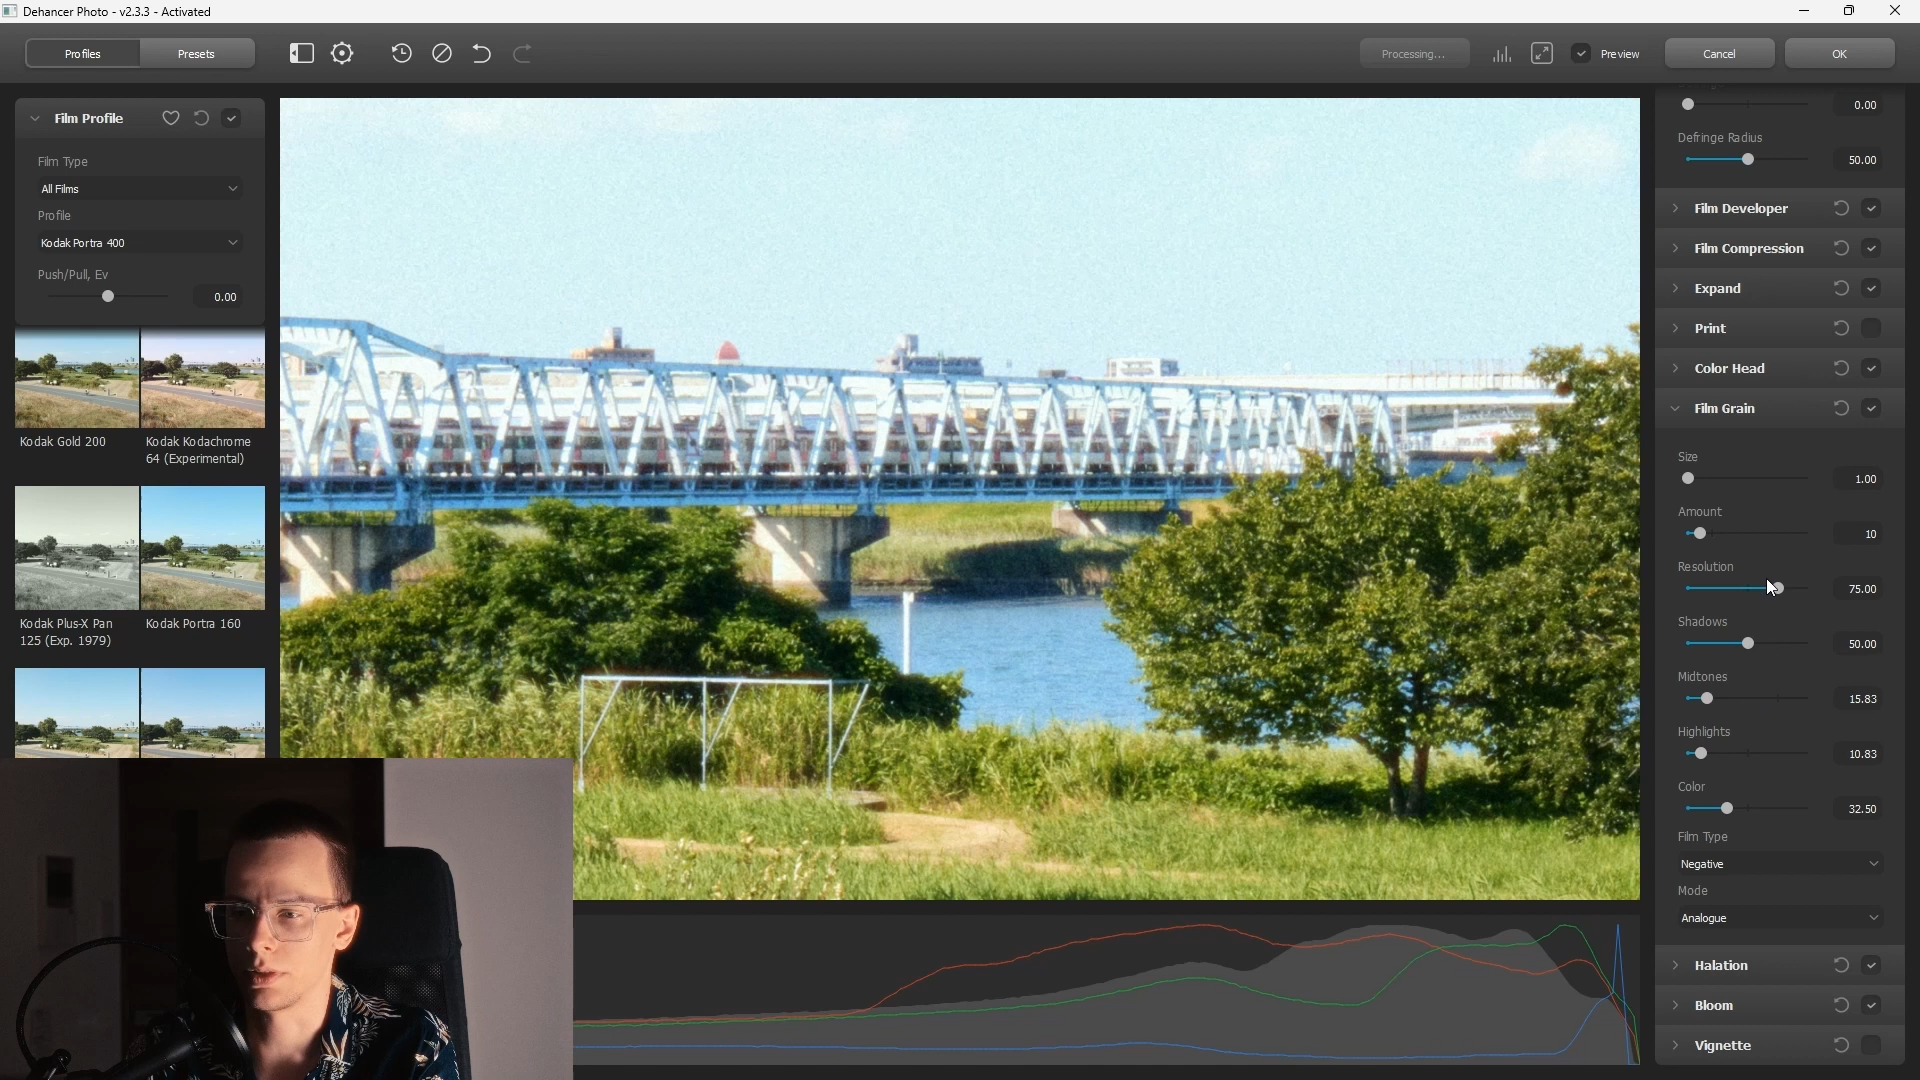 Dehancer Photo - v2.3.3 - Activated
Profiles
Presets
Processing...
Preview
Cancel
OK
Film Profile
Film Type
All Films
Profile
Kodak Portra 400
Push/Pull, Ev
0.00
Kodak Gold 200
Kodak Kodachrome
64 (Experimental)
Kodak Plus-X Pan
125 (Exp. 1979)
Kodak Portra 160
0.00
Defringe Radius
50.00
Film Developer
Film Compression
Expand
Print
Color Head
Film Grain
Size
1.00
Amount
10
Resolution
75.00
Shadows
50.00
Midtones
15.83
Highlights
10.83
Color
32.50
Film Type
Negative
Mode
Analogue
Halation
Bloom
Vignette